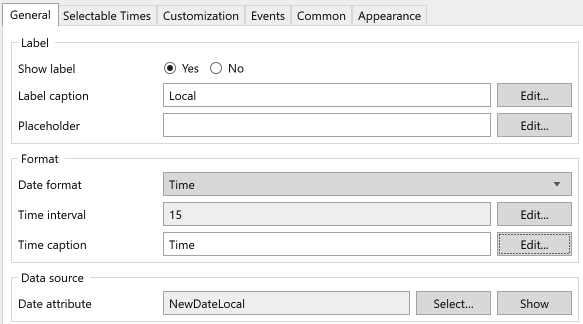 General Selectable Times Customization Events Common Appearance
Label
Show label Yes No
Label caption Local Edit...
Placeholder Edit...
Format
Date format Time
Time interval 15 Edit...
Time caption Time Edit...
Data source
Date attribute NewDateLocal Select... Show